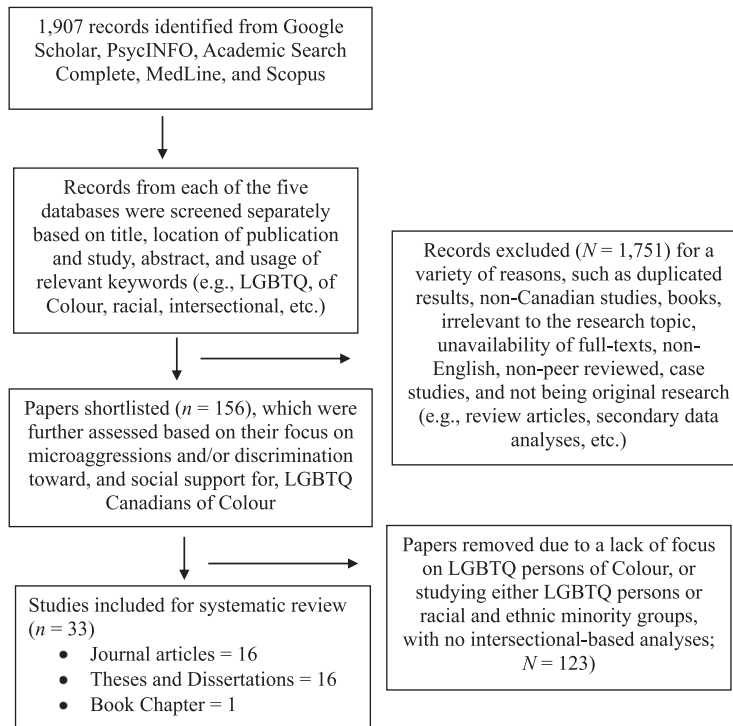 1,907 records identified from Google
Scholar, PsycINFO, Academic Search
Complete, MedLine, and Scopus
Records from each of the five
databases were screened separately
based on title, location of publication
and study, abstract, and usage of
relevant keywords (e.g., LGBTQ, of
Colour, racial, intersectional, etc.)
Records excluded (N = 1,751) for a
variety of reasons, such as duplicated
results, non-Canadian studies, books,
irrelevant to the research topic,
unavailability of full-texts, non-
English, non-peer reviewed, case
studies, and not being original research
(e.g., review articles, secondary data
analyses, etc.)
Papers shortlisted (n = 156), which were
further assessed based on their focus on
microaggressions and/or discrimination
toward, and social support for, LGBTQ
Canadians of Colour
Papers removed due to a lack of focus
on LGBTQ persons of Colour, or
studying either LGBTQ persons or
racial and ethnic minority groups,
with no intersectional-based analyses;
N = 123)
Studies included for systematic review
(n = 33)
● Journal articles = 16
● Theses and Dissertations = 16
● Book Chapter = 1